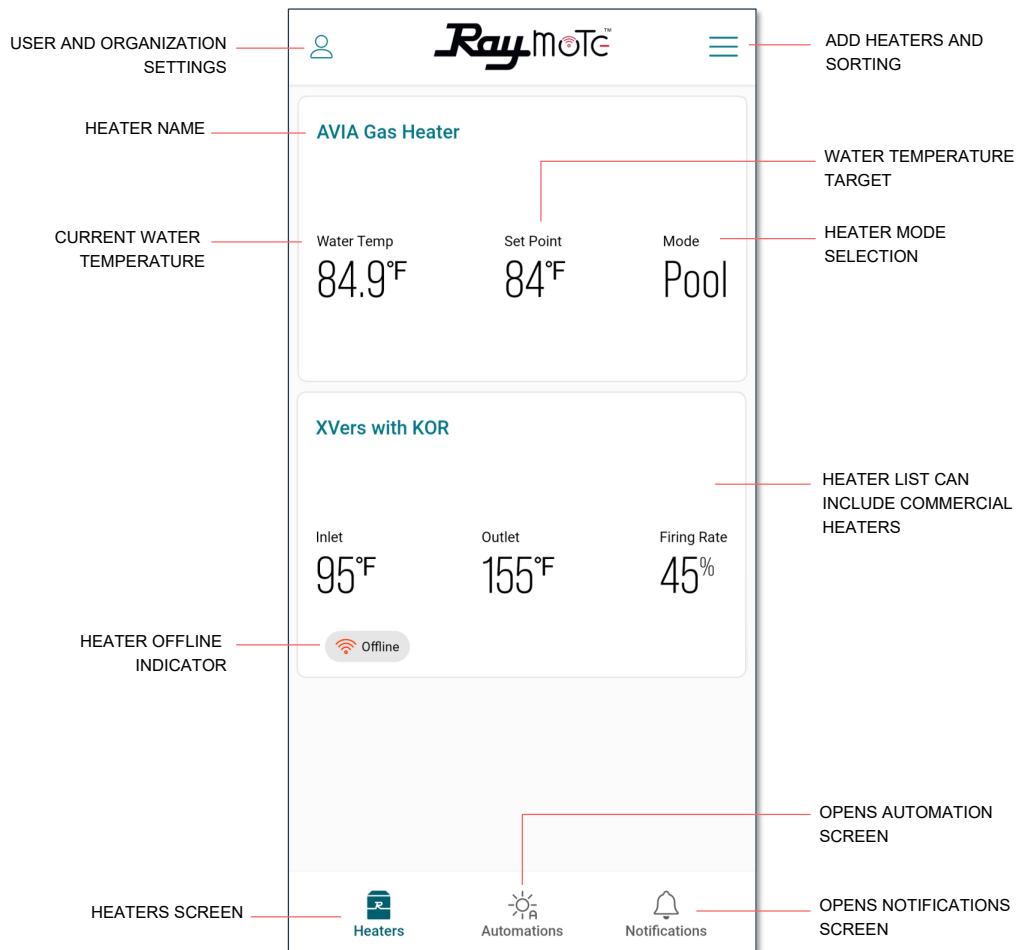 USER AND ORGANIZATION
SETTINGS
Raymote™
ADD HEATERS AND
SORTING
HEATER NAME
AVIA Gas Heater
WATER TEMPERATURE
TARGET
CURRENT WATER
TEMPERATURE
Water Temp
Set Point
Mode
84.9°F
84°F
Pool
HEATER MODE
SELECTION
XVers with KOR
HEATER LIST CAN
INCLUDE COMMERCIAL
HEATERS
Inlet
Outlet
Firing Rate
95°F
155°F
45%
HEATER OFFLINE
INDICATOR
Offline
OPENS AUTOMATION
SCREEN
HEATERS SCREEN
R
A
Heaters
Automations
Notifications
OPENS NOTIFICATIONS
SCREEN